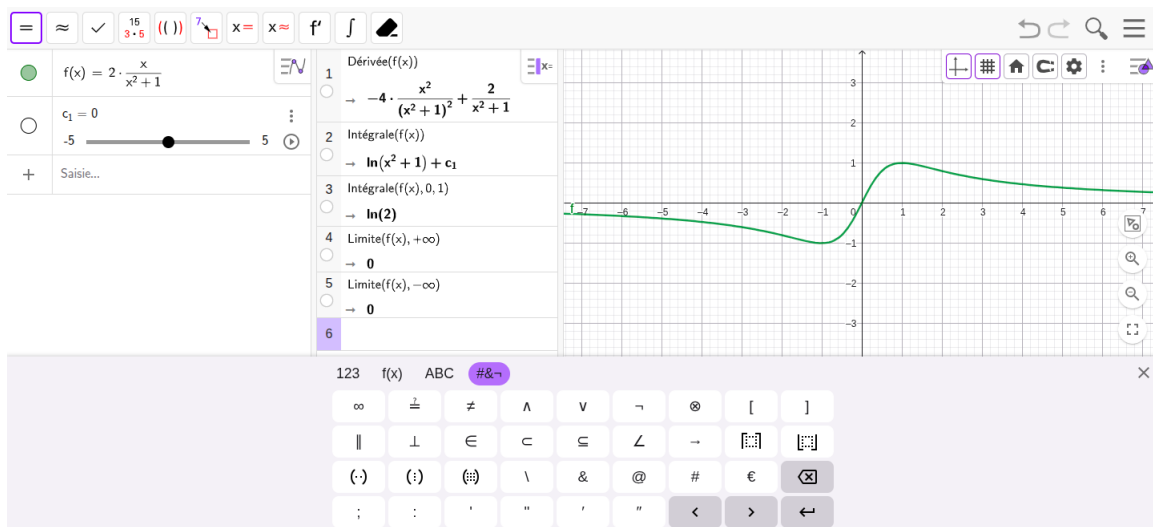 = ≈ ✓ 15 3·5 (( )) 7 x= x≈ f′ ∫
f(x) = 2 · x / (x² + 1)
c₁ = 0
-5 5
+ Saisie...
1 Dérivée(f(x))
→ −4 · x² / (x² + 1)² + 2 / (x² + 1)
2 Intégrale(f(x))
→ ln(x² + 1) + c₁
3 Intégrale(f(x), 0, 1)
→ ln(2)
4 Limite(f(x), +∞)
→ 0
5 Limite(f(x), −∞)
→ 0
6
x=
3
2
1
f −7 −6 −5 −4 −3 −2 −1 0 1 2 3 4 5 6 7
−1
−2
−3
123 f(x) ABC #&¬
∞ ≟ ≠ ∧ ∨ ¬ ⊗ [ ]
∥ ⊥ ∈ ⊂ ⊆ ∠ →
\ & @ # €
; : ' " ′ ″ < >